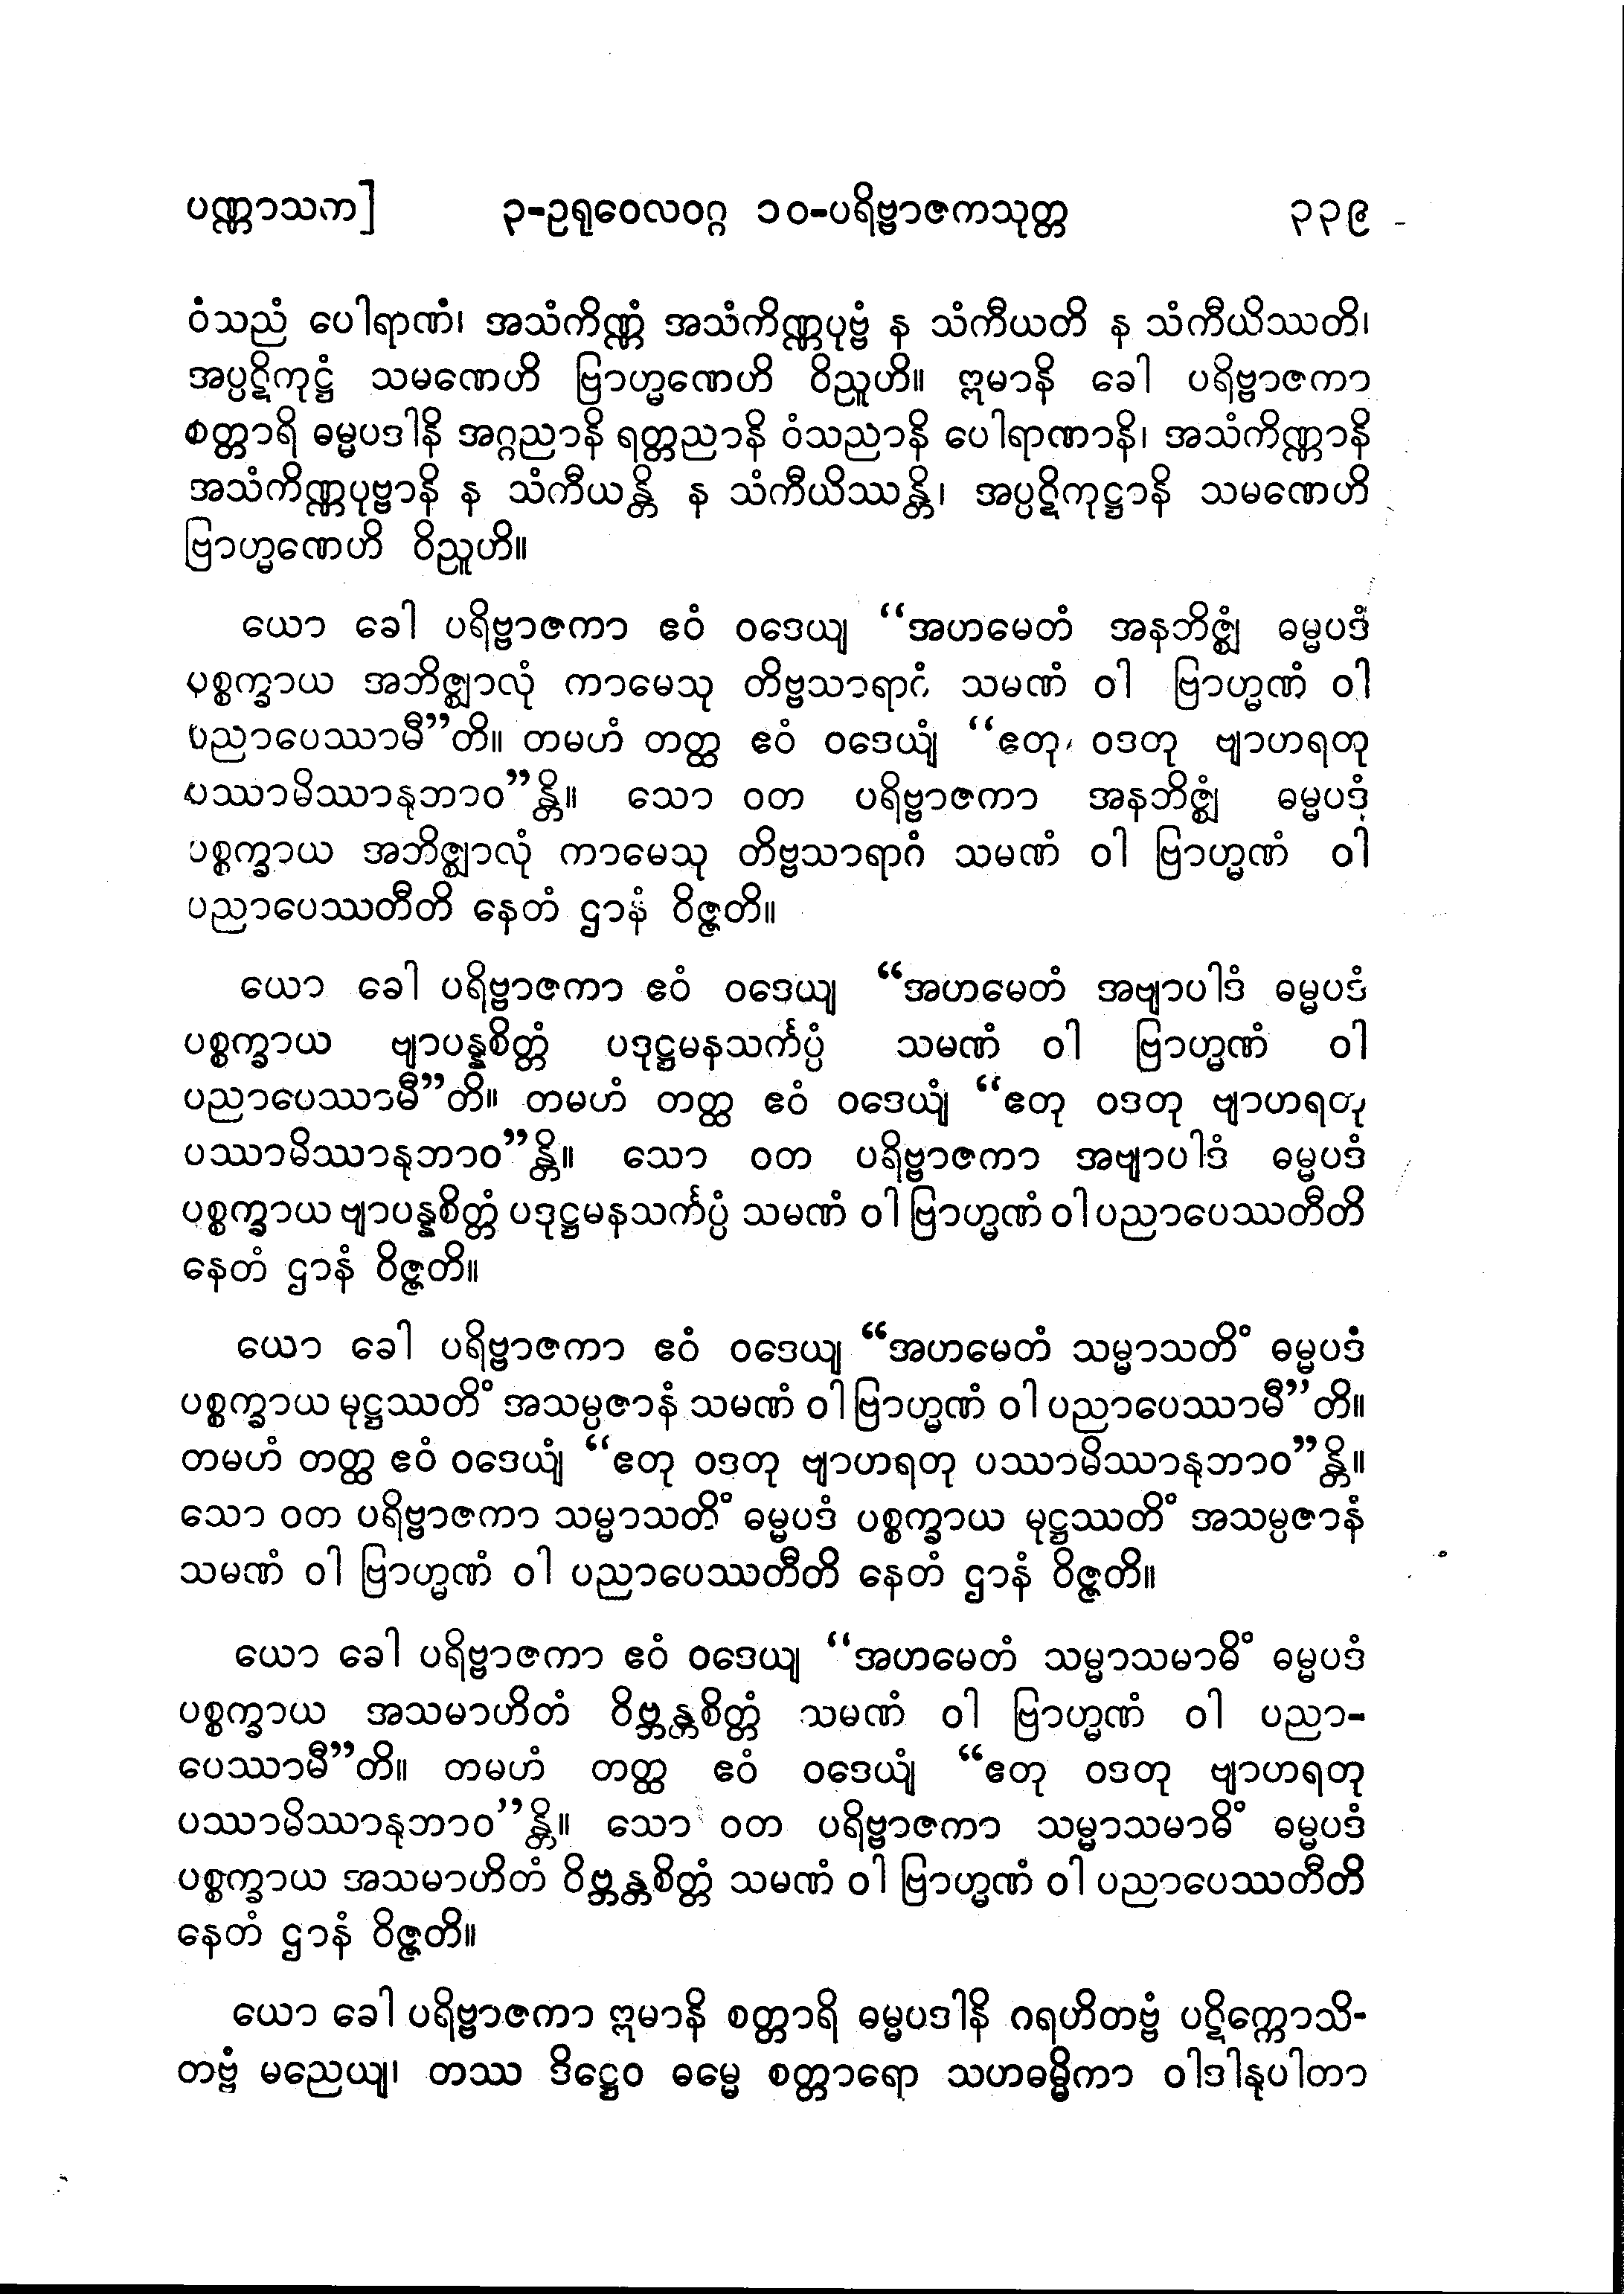 ပဏ္ဏာသက]	၃-ဥရုဝေလဝဂ္ဂ ၁၀-ပရိဗ္ဗာဇကသုတ္တ	၃၃၉
ဝံသညံ ပေါရာဏံ၊ အသံကိဏ္ဏံ အသံကိဏ္ဏပုဗ္ဗံ န သံကီယတိ န သံကီယိဿတိ၊
အပ္ပဋိကုဋ္ဌံ သမဏေဟိ ဗြာဟ္မဏေဟိ ဝိညူဟိ။ ဣမာနိ ခေါ ပရိဗ္ဗာဇကာ
စတ္တာရိ ဓမ္မပဒါနိ အဂ္ဂညာနိ ရတ္တညာနိ ဝံသညာနိ ပေါရာဏာနိ၊ အသံကိဏ္ဏာနိ
အသံကိဏ္ဏပုဗ္ဗာနိ န သံကီယန္တိ န သံကီယိဿန္တိ၊ အပ္ပဋိကုဋ္ဌာနိ သမဏေဟိ
ဗြာဟ္မဏေဟိ ဝိညူဟိ။
ယော ခေါ ပရိဗ္ဗာဇကာ ဧဝံ ဝဒေယျ “အဟမေတံ အနဘိဇ္ဈံ ဓမ္မပဒံ
ပစ္စက္ခာယ အဘိဇ္ဈာလုံ ကာမေသု တိဗ္ဗသာရာဂံ သမဏံ ဝါ ဗြာဟ္မဏံ ဝါ
ပညာပေဿာမီ”တိ။ တမဟံ တတ္ထ ဧဝံ ဝဒေယျံ “ဧတု၊ ဝဒတု ဗျာဟရတု
ပဿာမိဿာနုဘာဝ”န္တိ။ သော ဝတ ပရိဗ္ဗာဇကာ အနဘိဇ္ဈံ ဓမ္မပဒံ
ပစ္စက္ခာယ အဘိဇ္ဈာလုံ ကာမေသု တိဗ္ဗသာရာဂံ သမဏံ ဝါ ဗြာဟ္မဏံ ဝါ
ပညာပေဿတီတိ နေတံ ဌာနံ ဝိဇ္ဇတိ။
ယော ခေါ ပရိဗ္ဗာဇကာ ဧဝံ ဝဒေယျ “အဟမေတံ အဗျာပါဒံ ဓမ္မပဒံ
ပစ္စက္ခာယ ဗျာပန္နစိတ္တံ ပဒုဋ္ဌမနသင်္ကပ္ပံ သမဏံ ဝါ ဗြာဟ္မဏံ ဝါ
ပညာပေဿာမီ”တိ။ တမဟံ တတ္ထ ဧဝံ ဝဒေယျံ “ဧတု ဝဒတု ဗျာဟရတု
ပဿာမိဿာနုဘာဝ”န္တိ။ သော ဝတ ပရိဗ္ဗာဇကာ အဗျာပါဒံ ဓမ္မပဒံ
ပစ္စက္ခာယ ဗျာပန္နစိတ္တံ ပဒုဋ္ဌမနသင်္ကပ္ပံ သမဏံ ဝါ ဗြာဟ္မဏံ ဝါ ပညာပေဿတီတိ
နေတံ ဌာနံ ဝိဇ္ဇတိ။
ယော ခေါ ပရိဗ္ဗာဇကာ ဧဝံ ဝဒေယျ “အဟမေတံ သမ္မာသတိံ ဓမ္မပဒံ
ပစ္စက္ခာယ မုဋ္ဌဿတိံ အသမ္ပဇာနံ သမဏံ ဝါ ဗြာဟ္မဏံ ဝါ ပညာပေဿာမီ”တိ။
တမဟံ တတ္ထ ဧဝံ ဝဒေယျံ “ဧတု ဝဒတု ဗျာဟရတု ပဿာမိဿာနုဘာဝ”န္တိ။
သော ဝတ ပရိဗ္ဗာဇကာ သမ္မာသတိံ ဓမ္မပဒံ ပစ္စက္ခာယ မုဋ္ဌဿတိံ အသမ္ပဇာနံ
သမဏံ ဝါ ဗြာဟ္မဏံ ဝါ ပညာပေဿတီတိ နေတံ ဌာနံ ဝိဇ္ဇတိ။
ယော ခေါ ပရိဗ္ဗာဇကာ ဧဝံ ဝဒေယျ “အဟမေတံ သမ္မာသမာဓိံ ဓမ္မပဒံ
ပစ္စက္ခာယ အသမာဟိတံ ဝိဗ္ဘန္တစိတ္တံ သမဏံ ဝါ ဗြာဟ္မဏံ ဝါ ပညာ-
ပေဿာမီ”တိ။ တမဟံ တတ္ထ ဧဝံ ဝဒေယျံ “ဧတု ဝဒတု ဗျာဟရတု
ပဿာမိဿာနုဘာဝ”န္တိ။ သော ဝတ ပရိဗ္ဗာဇကာ သမ္မာသမာဓိံ ဓမ္မပဒံ
ပစ္စက္ခာယ အသမာဟိတံ ဝိဗ္ဘန္တစိတ္တံ သမဏံ ဝါ ဗြာဟ္မဏံ ဝါ ပညာပေဿတီတိ
နေတံ ဌာနံ ဝိဇ္ဇတိ။
ယော ခေါ ပရိဗ္ဗာဇကာ ဣမာနိ စတ္တာရိ ဓမ္မပဒါနိ ဂရဟိတဗ္ဗံ ပဋိက္ကောသိ-
တဗ္ဗံ မညေယျ၊ တဿ ဒိဋ္ဌေဝ ဓမ္မေ စတ္တာရော သဟဓမ္မိကာ ဝါဒါနုပါတာ